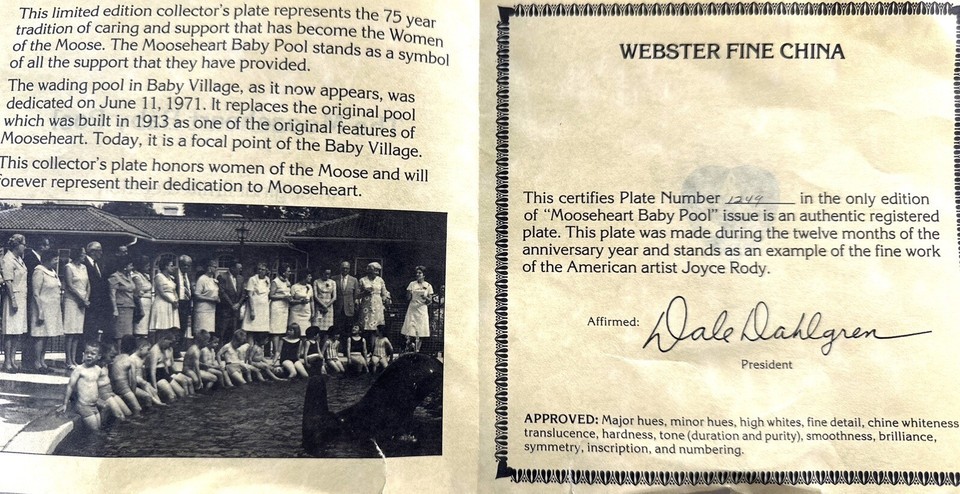 This limited edition collector's plate represents the 75 year
tradition of caring and support that has become the Women
of the Moose. The Mooseheart Baby Pool stands as a symbol
of all the support that they have provided.
The wading pool in Baby Village, as it now appears, was
dedicated on June 11, 1971. It replaces the original pool
which was built in 1913 as one of the original features of
Mooseheart. Today, it is a focal point of the Baby Village.
This collector's plate honors women of the Moose and will
forever represent their dedication to Mooseheart.
WEBSTER FINE CHINA
This certifies Plate Number 1249 in the only edition
of "Mooseheart Baby Pool" issue is an authentic registered
plate. This plate was made during the twelve months of the
anniversary year and stands as an example of the fine work
of the American artist Joyce Rody.
Affirmed: Dale Dahlgren
President
APPROVED: Major hues, minor hues, high whites, fine detail, chine whiteness
translucence, hardness, tone (duration and purity), smoothness, brilliance,
symmetry, inscription, and numbering.